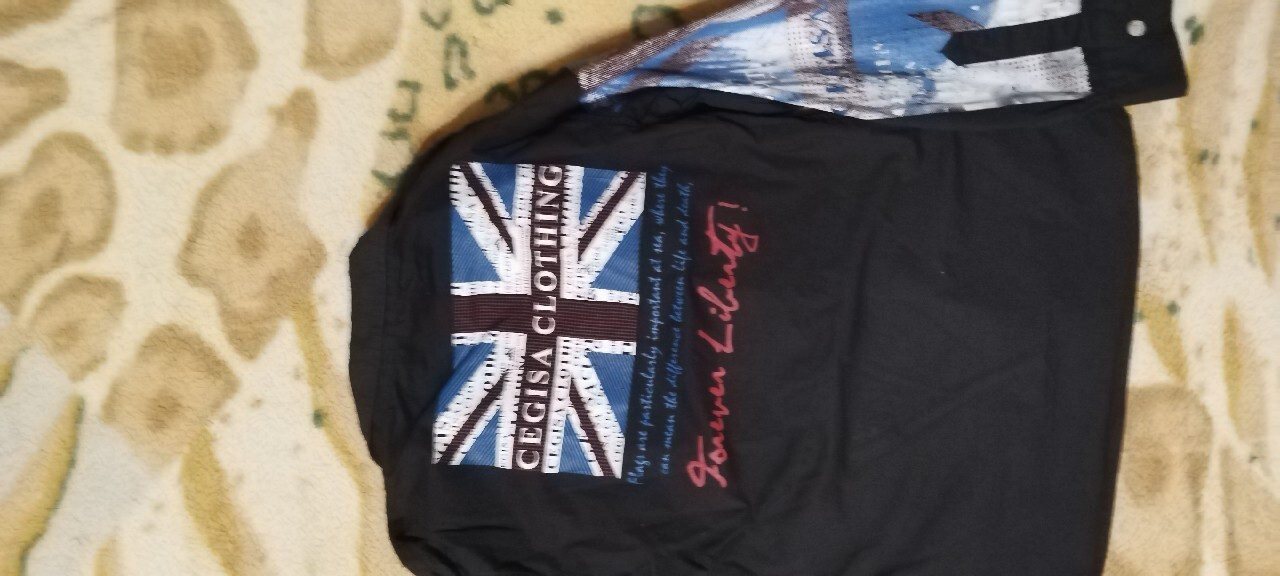 CEGISA CLOTHING
Flags are particularly important at sea, where they
can mean the difference between life and death,
Forever Liberty!